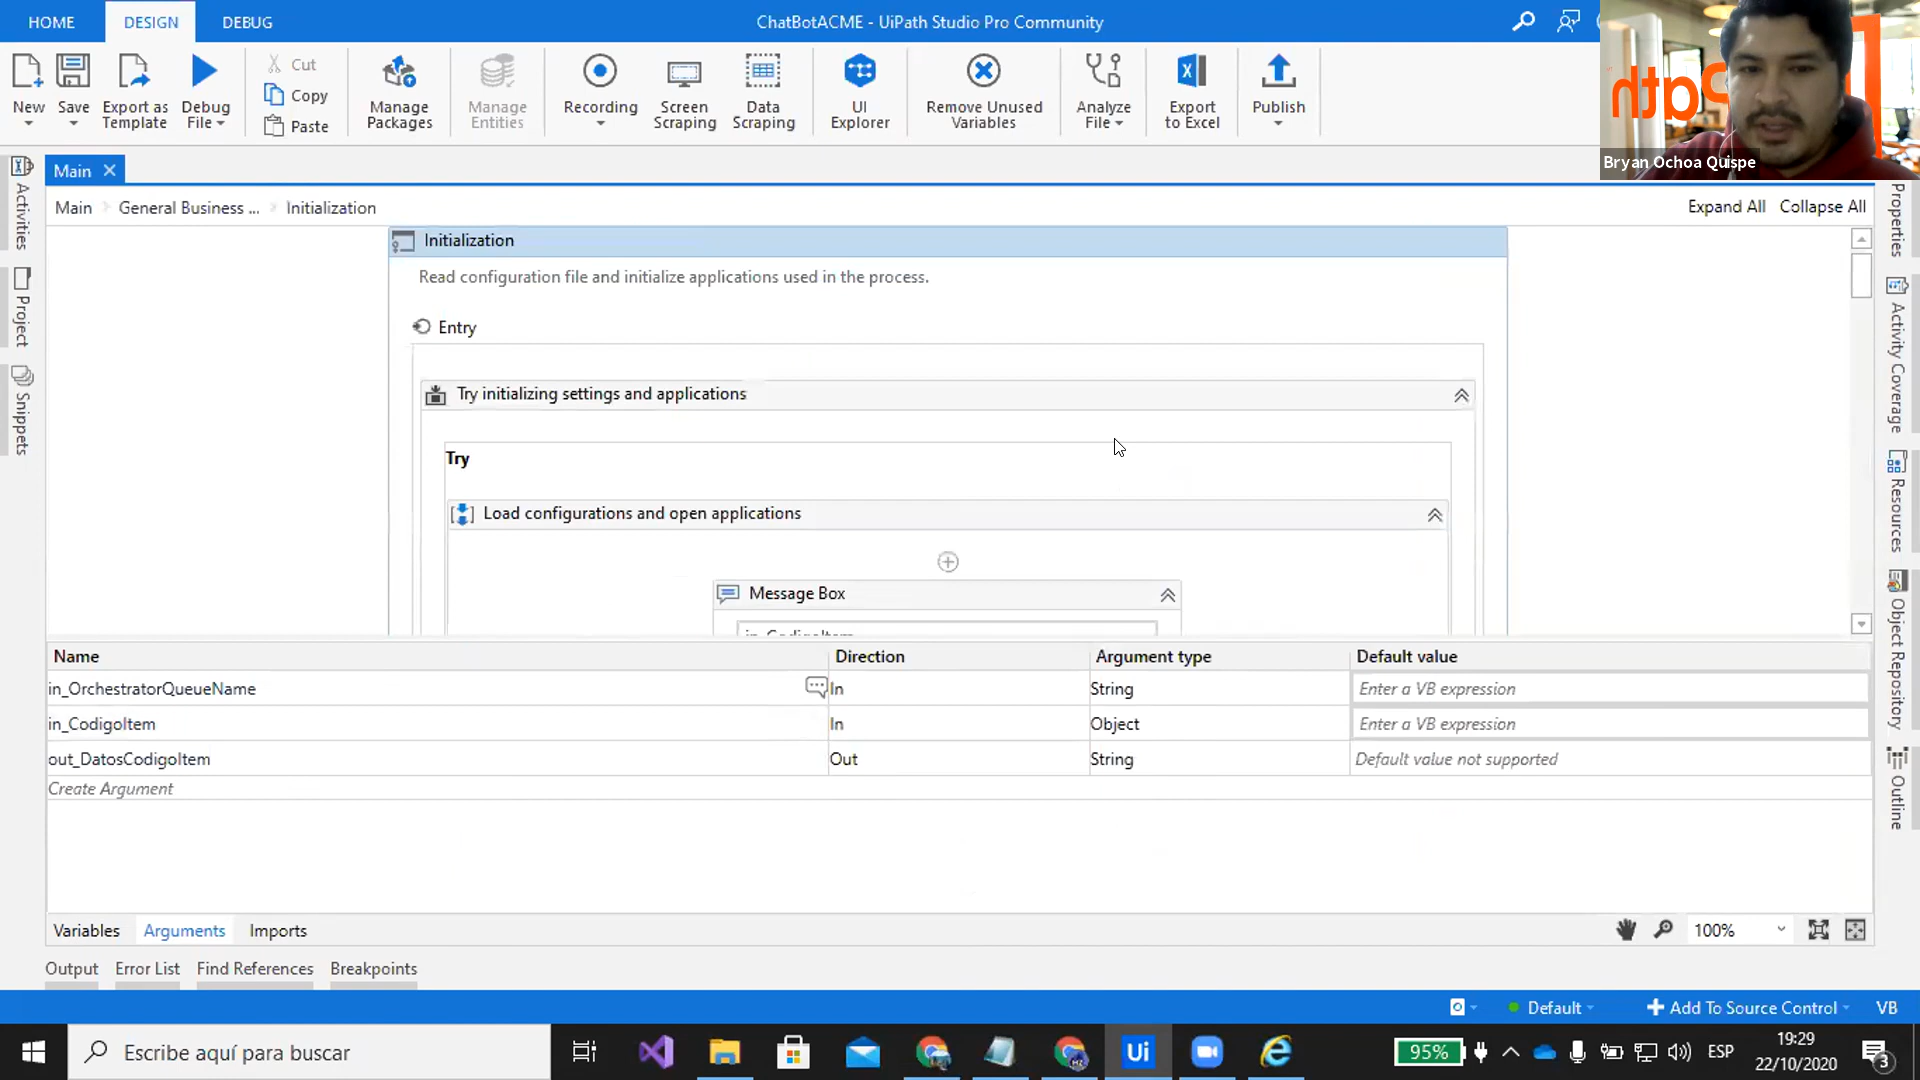 HOME
DESIGN
DEBUG
ChatBotACME - UiPath Studio Pro Community
New
Save
Export as Template
Debug File
Cut
Copy
Paste
Manage Packages
Manage Entities
Recording
Screen Scraping
Data Scraping
UI Explorer
Remove Unused Variables
Analyze File
Export to Excel
Publish
Bryan Ochoa Quispe
Main
Main
General Business ...
Initialization
Expand All
Collapse All
Activities
Project
Snippets
Properties
Activity Coverage
Resources
Object Repository
Outline
Initialization
Read configuration file and initialize applications used in the process.
Entry
Try initializing settings and applications
Try
Load configurations and open applications
Message Box
in_CodigoItem
Name Direction Argument type Default value
in_OrchestratorQueueName In String Enter a VB expression
in_CodigoItem In Object Enter a VB expression
out_DatosCodigoItem Out String Default value not supported
Create Argument
Variables Arguments Imports
100%
Output Error List Find References Breakpoints
Default
Add To Source Control
VB
Escribe aquí para buscar
Ui
95%
ESP
19:29
22/10/2020
3